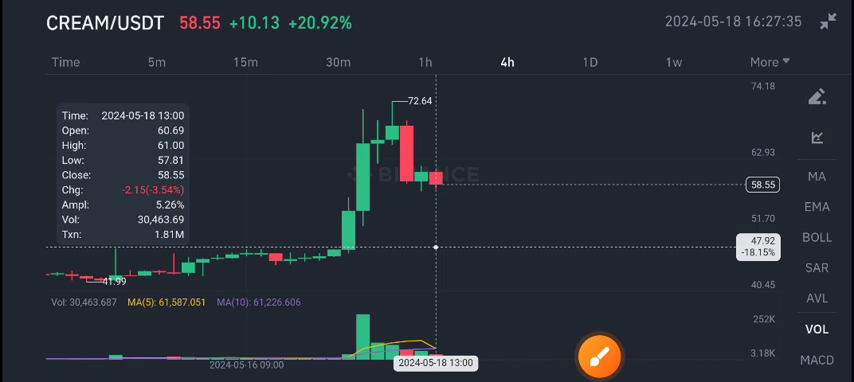 CREAM/USDT 58.55 +10.13 +20.92% 2024-05-18 16:27:35
Time 5m 15m 30m 1h 4h 1D 1w More
74.18
Time: 2024-05-18 13:00
Open: 60.69
High: 61.00
Low: 57.81
Close: 58.55
Chg: -2.15(-3.54%)
Ampl: 5.26%
Vol: 30,463.69
Txn: 1.81M
72.64
62.93
BINANCE
58.55
51.70
47.92
-18.15%
41.99
40.45
MA
EMA
BOLL
SAR
AVL
VOL
MACD
Vol: 30,463.687 MA(5): 61,587.051 MA(10): 61,226.606
252K
3.18K
2024-05-16 09:00
2024-05-18 13:00